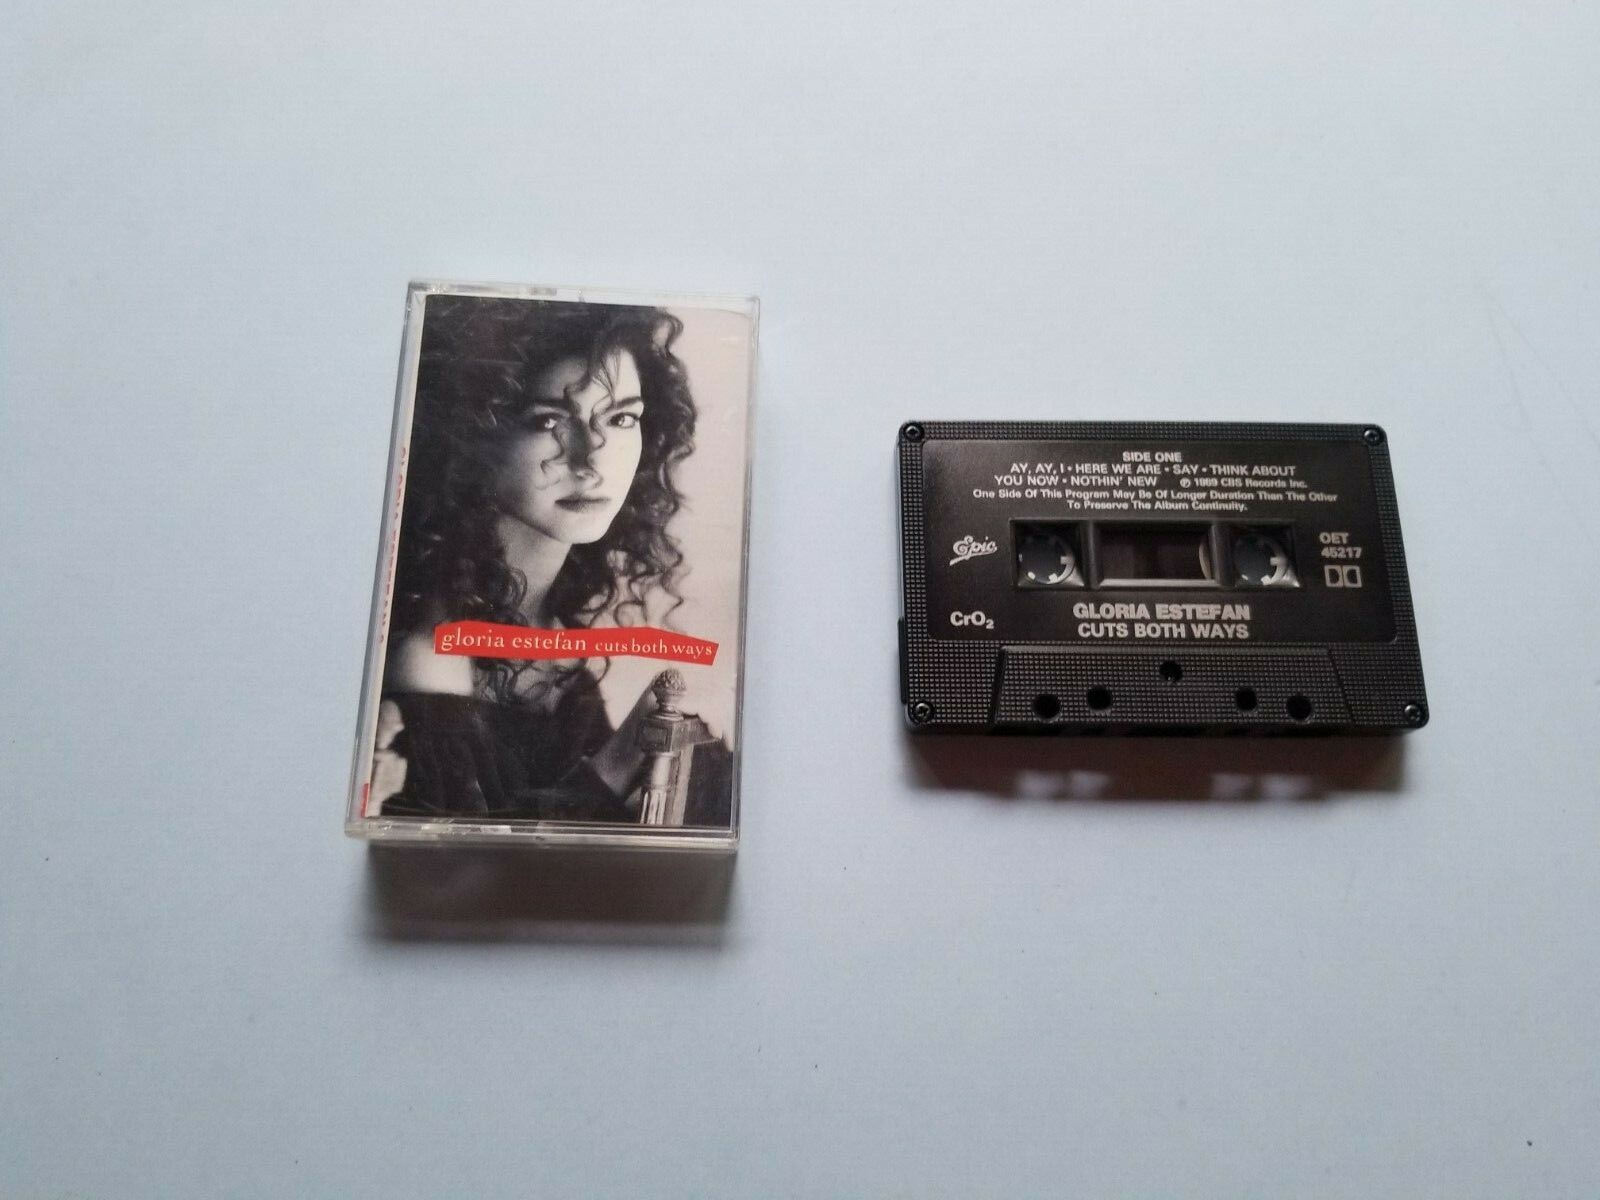 gloria estefan cuts both ways
SIDE ONE
AY, AY, I • HERE WE ARE • SAY • THINK ABOUT
YOU NOW • NOTHIN' NEW ℗ 1989 CBS Records Inc.
One Side Of This Program May Be Of Longer Duration Than The Other
To Preserve The Album Continuity.
Epic
OET
45217
CrO₂
GLORIA ESTEFAN
CUTS BOTH WAYS